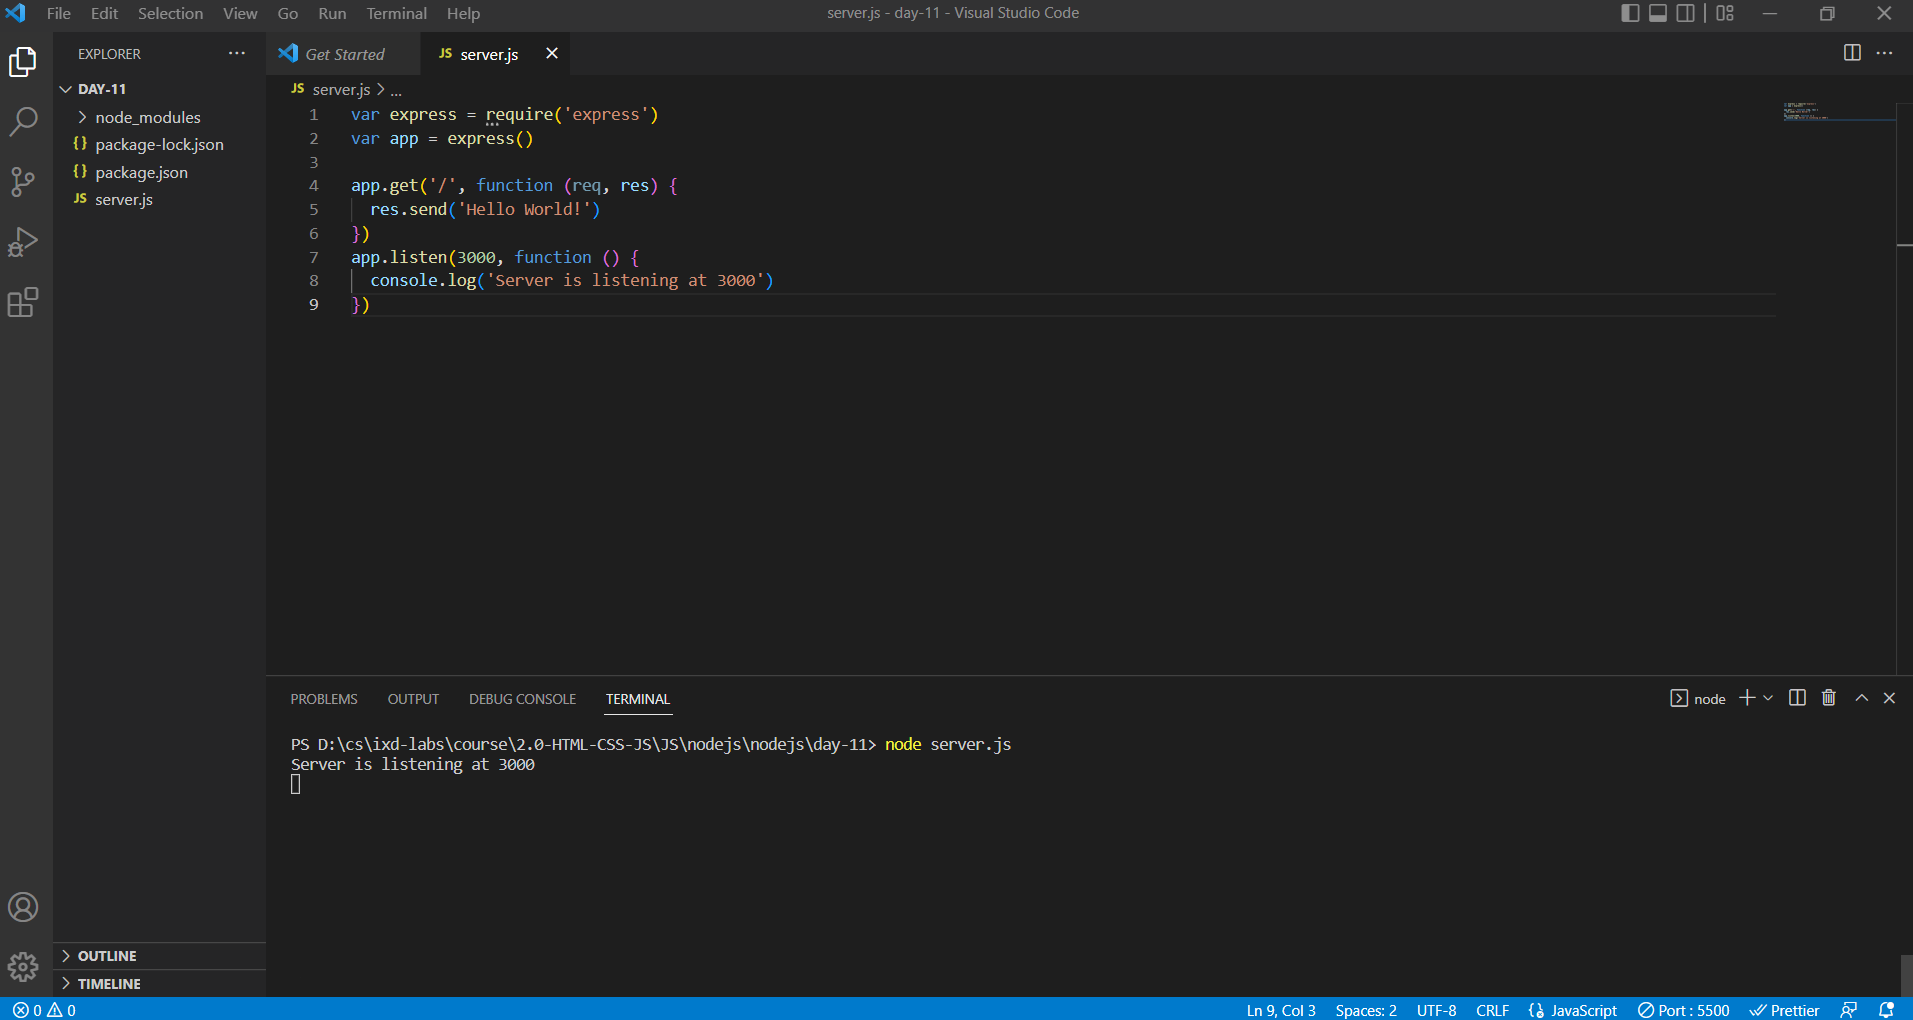 File Edit Selection View Go Run Terminal Help
server.js - day-11 - Visual Studio Code
EXPLORER
DAY-11
node_modules
{} package-lock.json
{} package.json
JS server.js
OUTLINE
TIMELINE
Get Started
JS server.js
JS server.js > ...
1 var express = require('express')
2 var app = express()
3
4 app.get('/', function (req, res) {
5 res.send('Hello World!')
6 })
7 app.listen(3000, function () {
8 console.log('Server is listening at 3000')
9 })
PROBLEMS OUTPUT DEBUG CONSOLE TERMINAL
node
PS D:\cs\ixd-labs\course\2.0-HTML-CSS-JS\JS\nodejs\nodejs\day-11> node server.js
Server is listening at 3000
0 0
Ln 9, Col 3 Spaces: 2 UTF-8 CRLF JavaScript Port : 5500 Prettier